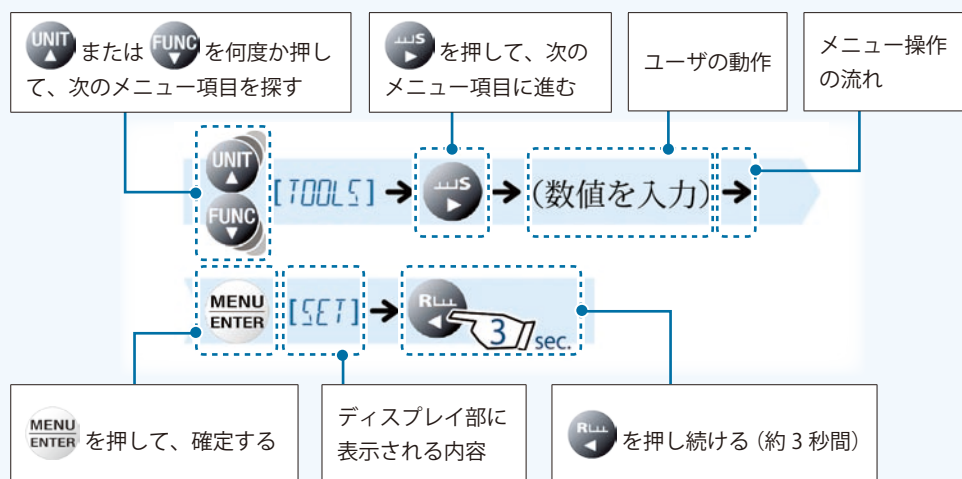 UNIT または FUNC を何度か押し
て、次のメニュー項目を探す
S を押して、次の
メニュー項目に進む
ユーザの動作
メニュー操作
の流れ
UNIT
FUNC
[TOOLS]
S
(数値を入力)
MENU
ENTER
[SET]
R
3 sec.
MENU
ENTER を押して、確定する
ディスプレイ部に
表示される内容
R を押し続ける（約 3 秒間）